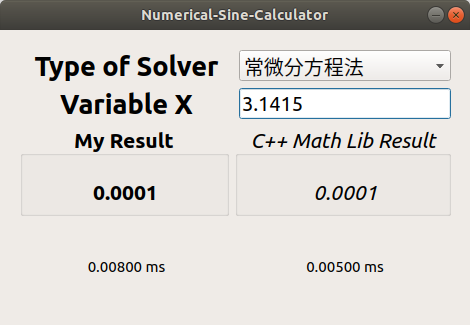 Numerical-Sine-Calculator
Type of Solver 常微分方程法
Variable X 3.1415
My Result C++ Math Lib Result
0.0001 0.0001
0.00800 ms 0.00500 ms